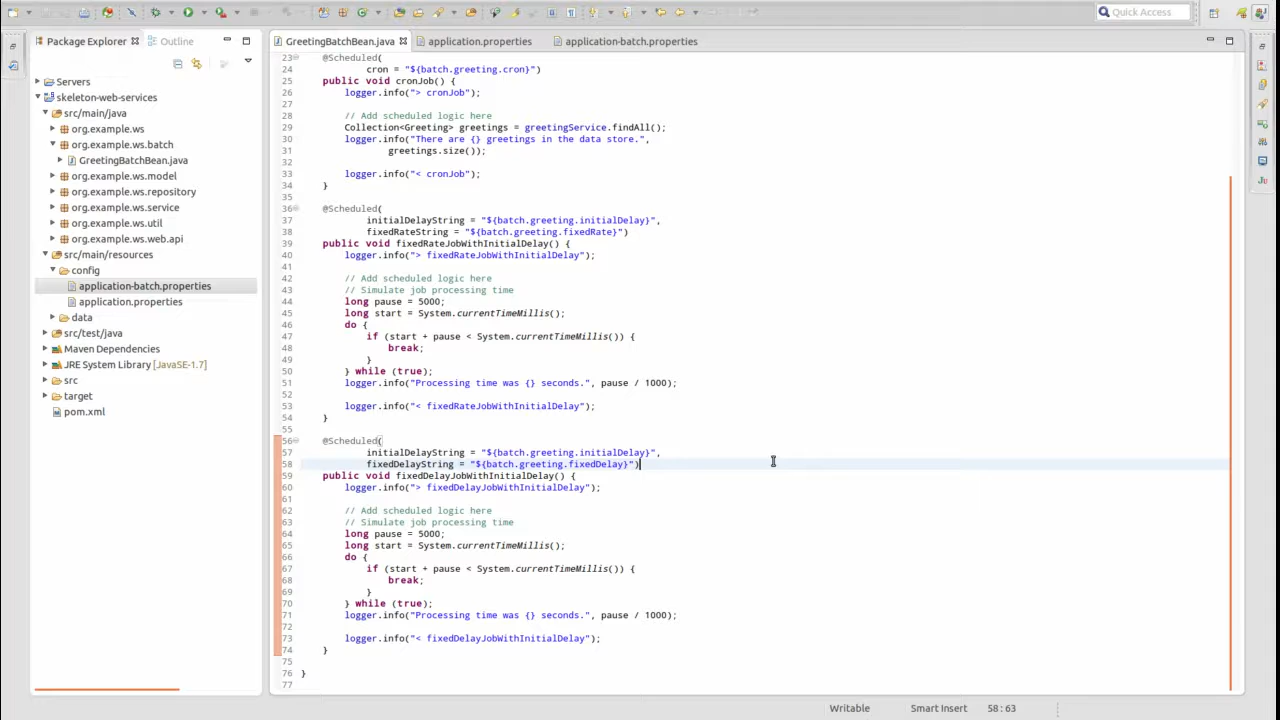 Quick Access
Package Explorer
Outline
Servers
skeleton-web-services
src/main/java
org.example.ws
org.example.ws.batch
GreetingBatchBean.java
org.example.ws.model
org.example.ws.repository
org.example.ws.service
org.example.ws.util
org.example.ws.web.api
src/main/resources
config
application-batch.properties
application.properties
data
src/test/java
Maven Dependencies
JRE System Library [JavaSE-1.7]
src
target
pom.xml
GreetingBatchBean.java
application.properties
application-batch.properties
23 @Scheduled(
24 cron = "${batch.greeting.cron}")
25 public void cronJob() {
26 logger.info("> cronJob");
27
28 // Add scheduled logic here
29 Collection<Greeting> greetings = greetingService.findAll();
30 logger.info("There are {} greetings in the data store.",
31 greetings.size());
32
33 logger.info("< cronJob");
34 }
35
36 @Scheduled(
37 initialDelayString = "${batch.greeting.initialDelay}",
38 fixedRateString = "${batch.greeting.fixedRate}")
39 public void fixedRateJobWithInitialDelay() {
40 logger.info("> fixedRateJobWithInitialDelay");
41
42 // Add scheduled logic here
43 // Simulate job processing time
44 long pause = 5000;
45 long start = System.currentTimeMillis();
46 do {
47 if (start + pause < System.currentTimeMillis()) {
48 break;
49 }
50 } while (true);
51 logger.info("Processing time was {} seconds.", pause / 1000);
52
53 logger.info("< fixedRateJobWithInitialDelay");
54 }
55
56 @Scheduled(
57 initialDelayString = "${batch.greeting.initialDelay}",
58 fixedDelayString = "${batch.greeting.fixedDelay}")
59 public void fixedDelayJobWithInitialDelay() {
60 logger.info("> fixedDelayJobWithInitialDelay");
61
62 // Add scheduled logic here
63 // Simulate job processing time
64 long pause = 5000;
65 long start = System.currentTimeMillis();
66 do {
67 if (start + pause < System.currentTimeMillis()) {
68 break;
69 }
70 } while (true);
71 logger.info("Processing time was {} seconds.", pause / 1000);
72
73 logger.info("< fixedDelayJobWithInitialDelay");
74 }
75
76 }
77
Writable
Smart Insert
58 : 63